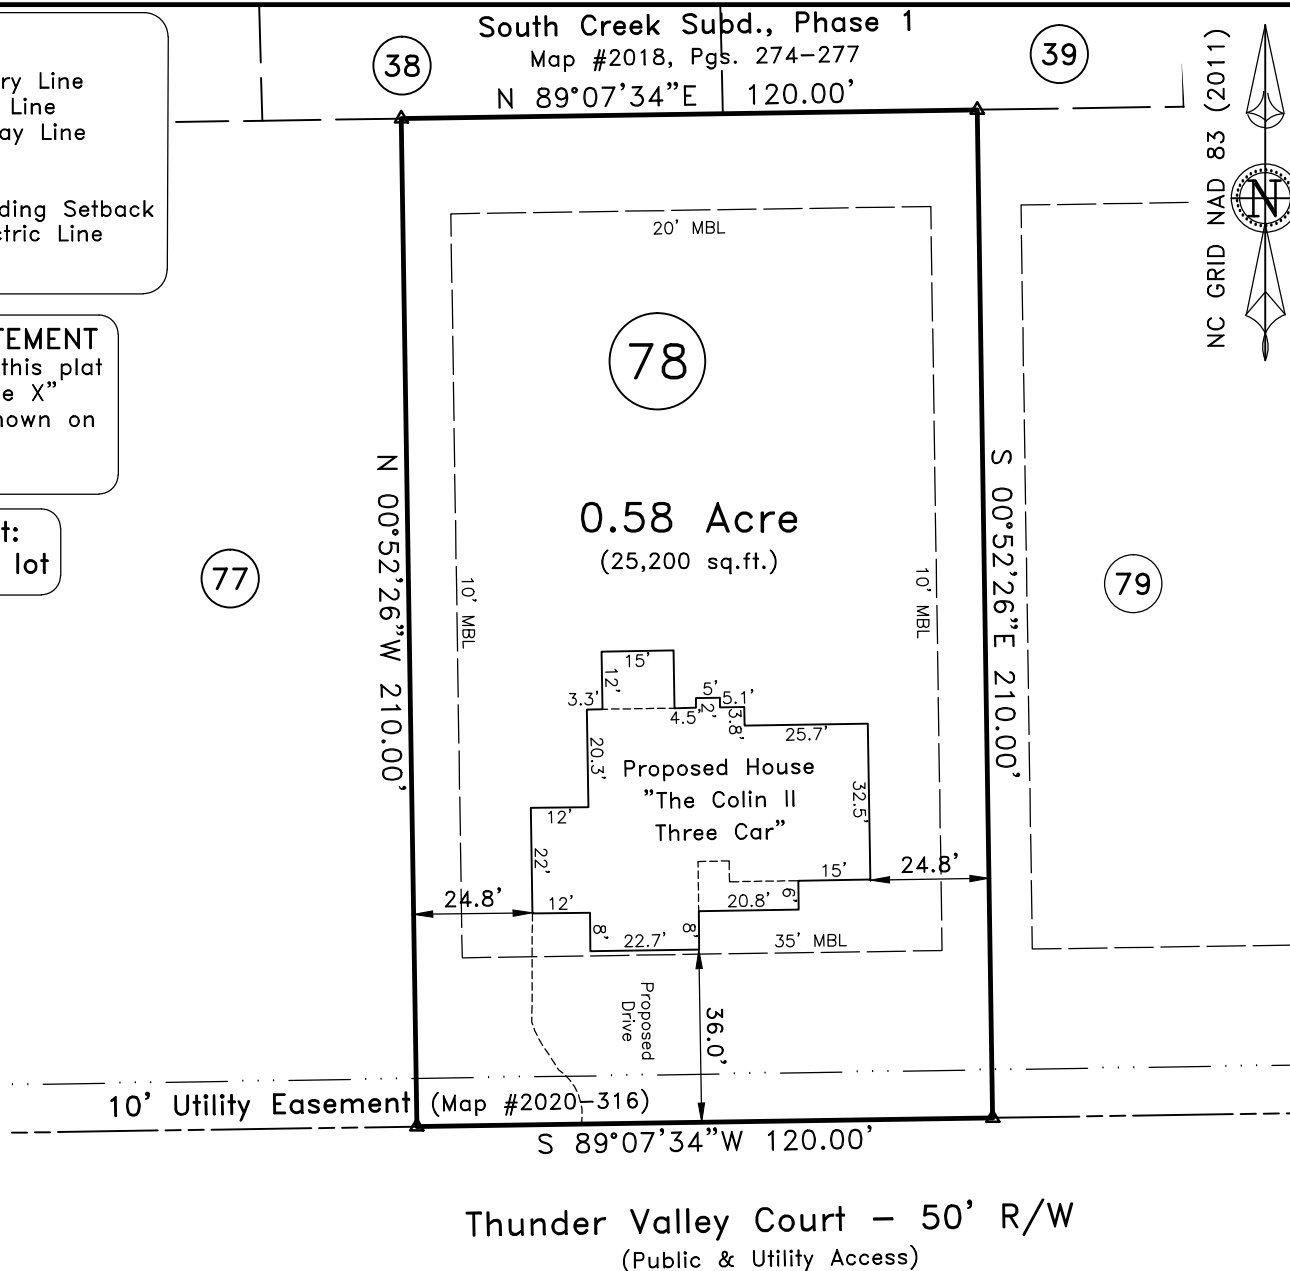 South Creek Subd., Phase 1
Map #2018, Pgs. 274-277
N 89°07'34"E 120.00'
38
39
NC GRID NAD 83 (2011)
N
ry Line
Line
ay Line
ding Setback
ctric Line
TEMENT
this plat
e X"
hown on
t:
lot
20' MBL
78
0.58 Acre
(25,200 sq.ft.)
77
79
N 00°52'26"W 210.00'
S 00°52'26"E 210.00'
10' MBL
10' MBL
15'
12'
3.3'
4.5'
5'
2'
5.1'
3.8'
25.7'
20.3'
32.5'
Proposed House
"The Colin II
Three Car"
12'
22'
12'
24.8'
24.8'
15'
6'
20.8'
8'
8'
22.7'
35' MBL
Proposed
Drive
36.0'
10' Utility Easement (Map #2020-316)
S 89°07'34"W 120.00'
Thunder Valley Court - 50' R/W
(Public & Utility Access)